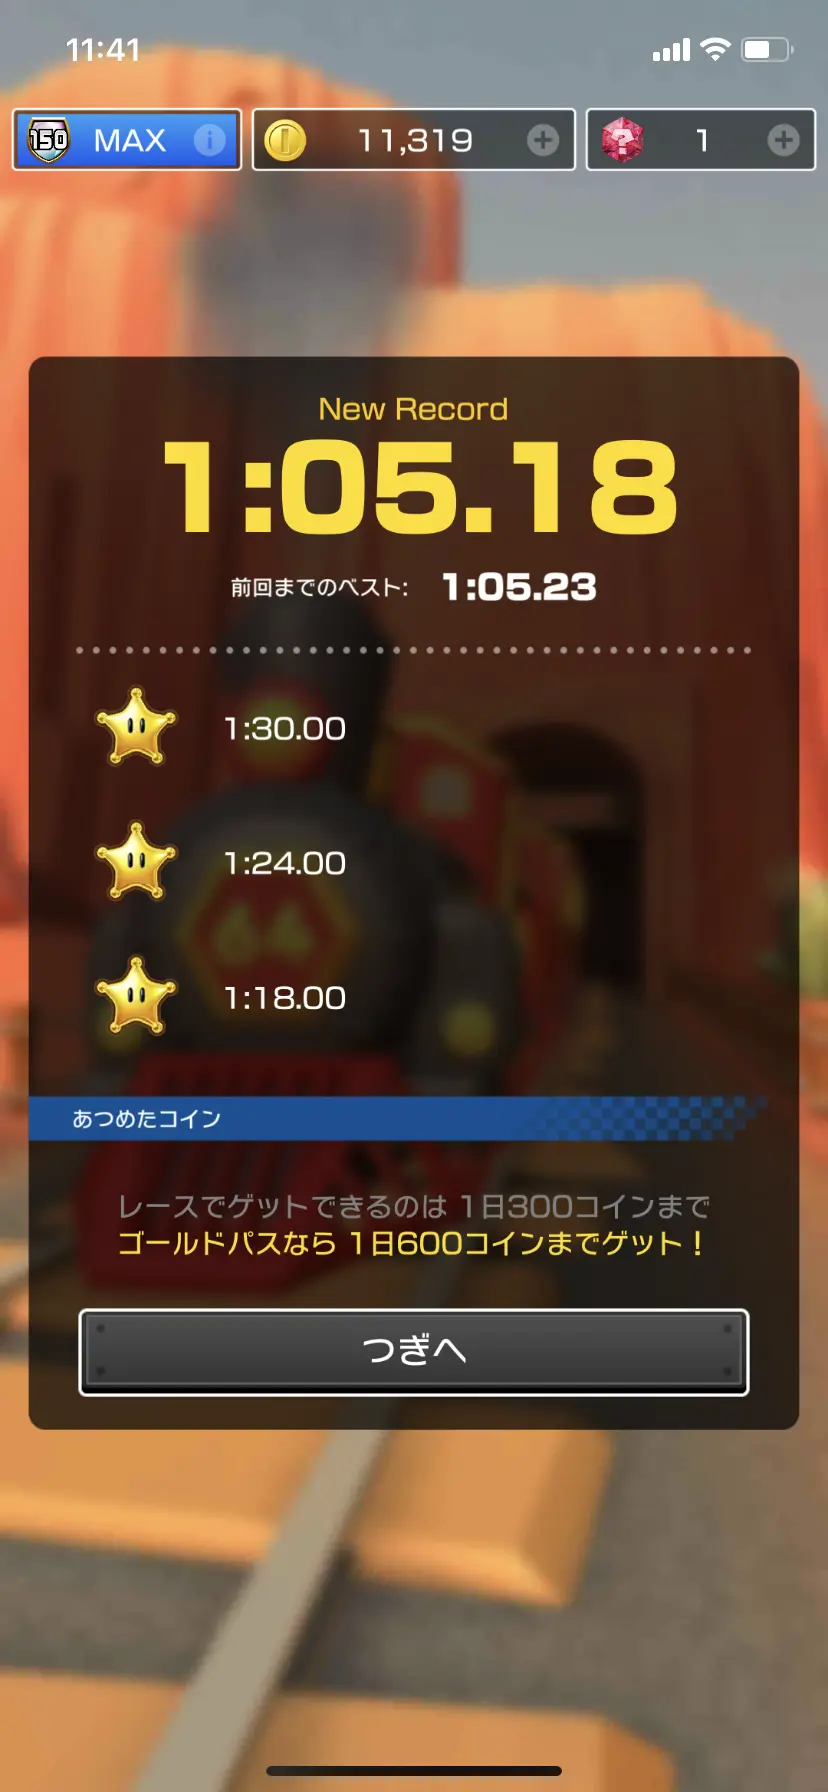 11:41
150 MAX i 11,319 + ? 1 +
New Record
1:05.18
前回までのベスト: 1:05.23
1:30.00
1:24.00
64
1:18.00
あつめたコイン
レースでゲットできるのは 1日300コインまで
ゴールドパスなら 1日600コインまでゲット！
つぎへ